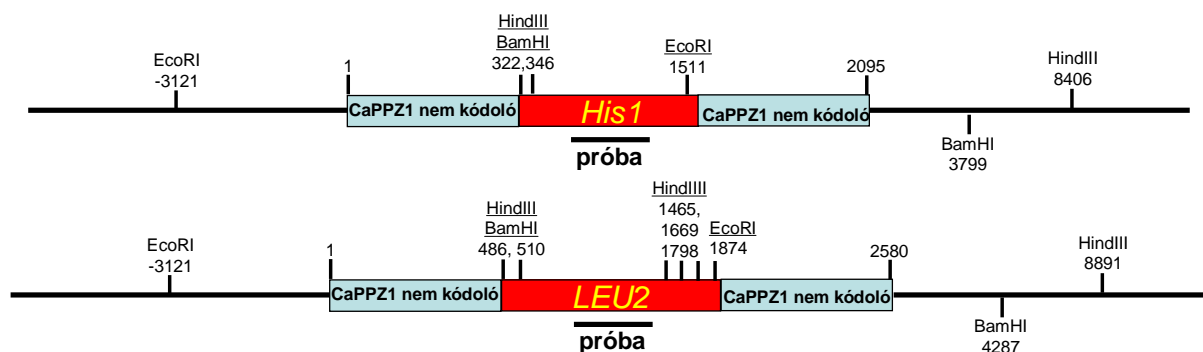 HindIII
BamHI
322,346
EcoRI
-3121
1
EcoRI
1511
2095
HindIII
8406
CaPPZ1 nem kódoló
His1
CaPPZ1 nem kódoló
próba
BamHI
3799
HindIIII
1465,
1669
1798
HindIII
BamHI
486, 510
EcoRI
-3121
1
EcoRI
1874
2580
HindIII
8891
CaPPZ1 nem kódoló
LEU2
CaPPZ1 nem kódoló
próba
BamHI
4287